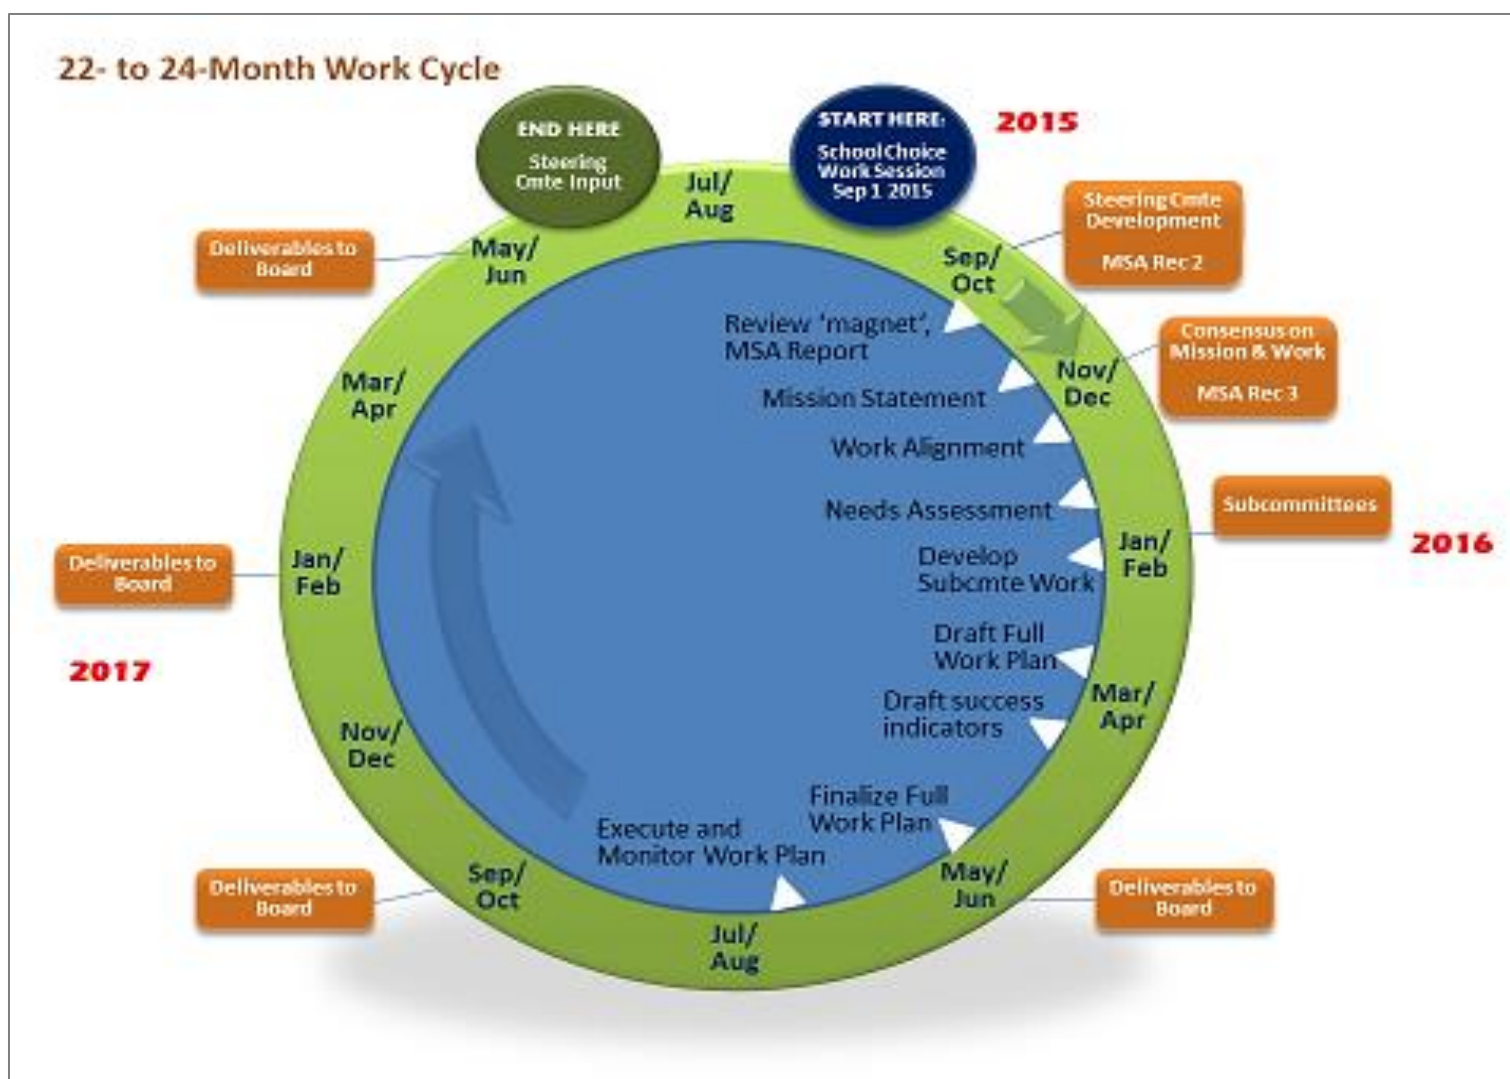 22- to 24-Month Work Cycle
END HERE
Steering
Cmte Input
START HERE:
School Choice
Work Session
Sep 1 2015
2015
Jul/
Aug
Sep/
Oct
Steering Cmte
Development
MSA Rec 2
Review ‘magnet’,
MSA Report
Consensus on
Mission & Work
MSA Rec 3
Nov/
Dec
Mission Statement
Work Alignment
Needs Assessment
Subcommittees
2016
Jan/
Feb
Develop
Subcmte Work
Draft Full
Work Plan
Mar/
Apr
Draft success
indicators
Finalize Full
Work Plan
May/
Jun
Deliverables to
Board
Execute and
Monitor Work Plan
Jul/
Aug
Sep/
Oct
Deliverables to
Board
Nov/
Dec
2017
Jan/
Feb
Deliverables to
Board
Mar/
Apr
May/
Jun
Deliverables to
Board